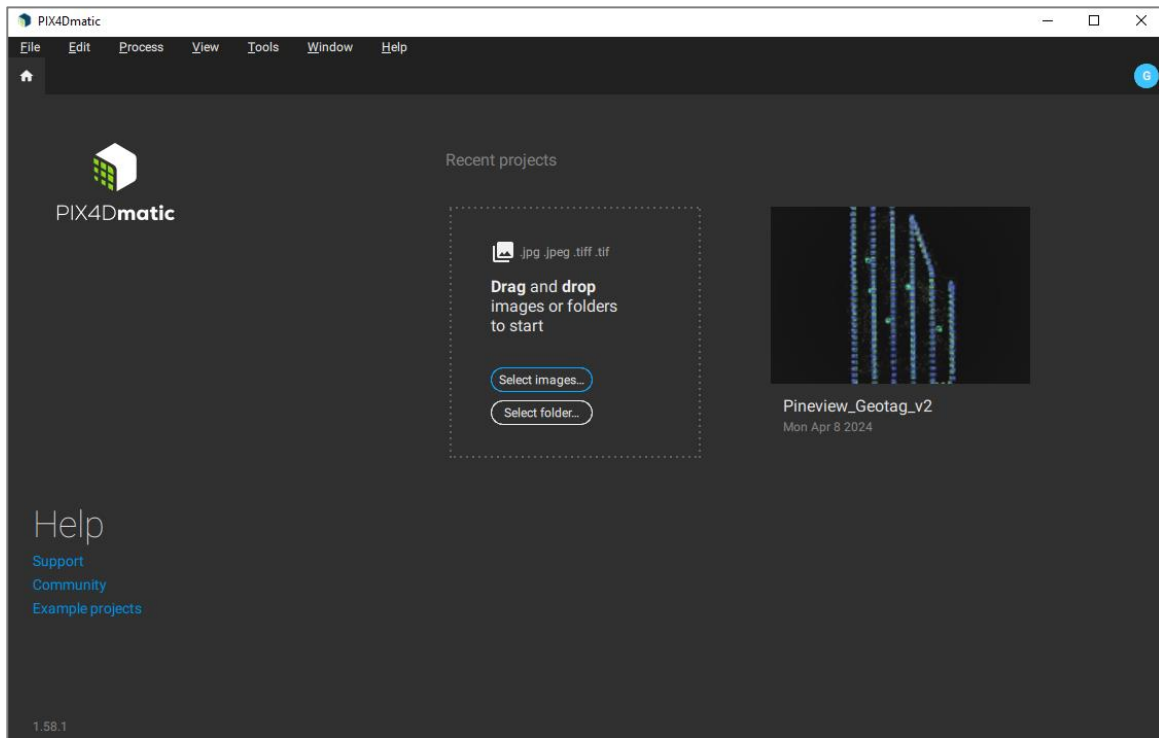 PIX4Dmatic
File Edit Process View Tools Window Help
G
PIX4Dmatic
Recent projects
.jpg .jpeg .tiff .tif
Drag and drop
images or folders
to start
Select images...
Select folder...
Pineview_Geotag_v2
Mon Apr 8 2024
Help
Support
Community
Example projects
1.58.1